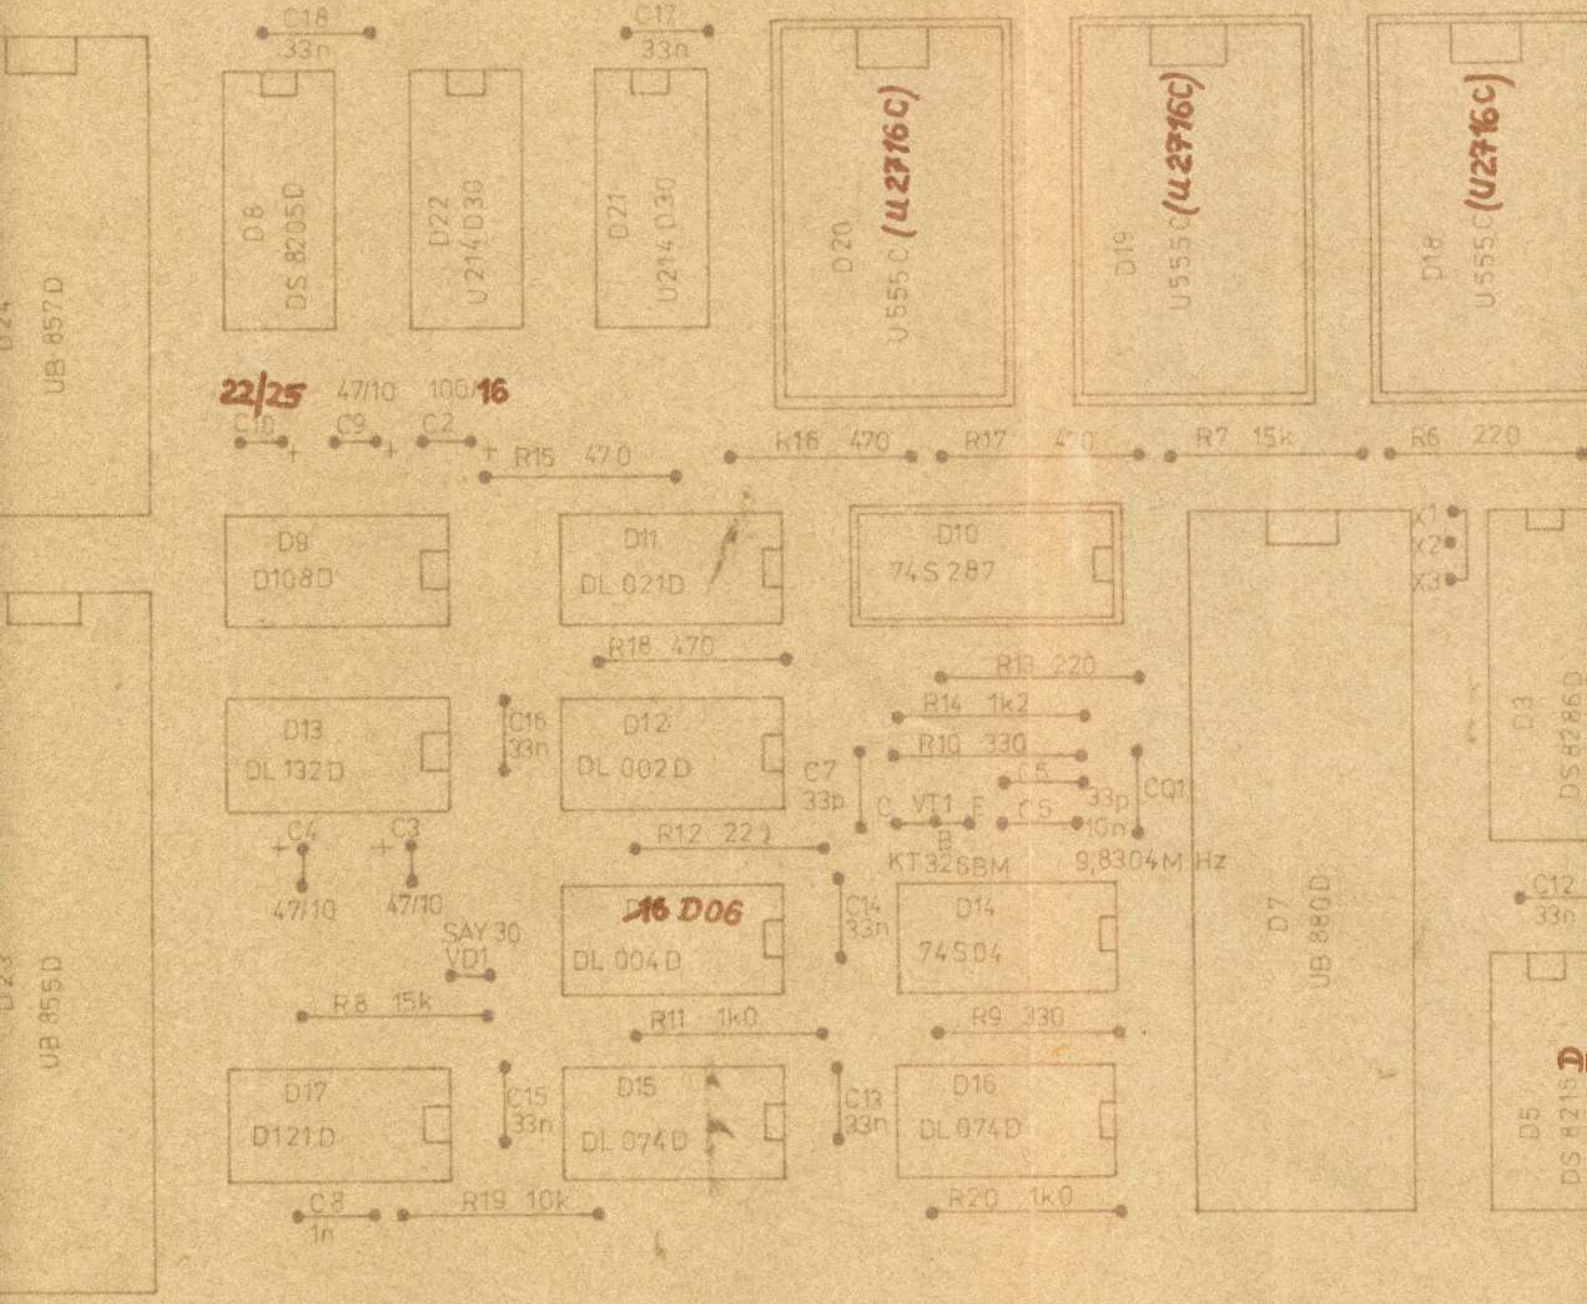 C18
33n
C17
33n
D8
DS 8205D
D22
U214D30
D21
U214D30
D20
U555C (U2716C)
D19
U555C (U2716C)
D18
U555C (U2716C)
D24
UB 857D
22/25 47/10 100/16
C10 C9 C2
+ + +
R15 470
R16 470
R17 470
R7 15k
R6 220
D9
D108D
D11
DL 021D
D10
74S287
X1
X2
X3
R18 470
R13 220
D13
DL 132D
C16
33n
D12
DL 002D
R14 1k2
R10 330
C7
33p
C6
33p
CQ1
C VT1 E
B
C5
10n
KT326BM
9,8304MHz
D3
DS 8286D
+ C4
47/10
+ C3
47/10
R12 22
16 D06
DL 004D
C14
33n
D14
74S04
D7
UB 880D
C12
33n
SAY 30
VD1
D23
UB 855D
R8 15k
R11 1k0
R9 330
D17
D121D
C15
33n
D15
DL 074D
C13
33n
D16
DL 074D
D5
DS 8216
C8
1n
R19 10k
R20 1k0